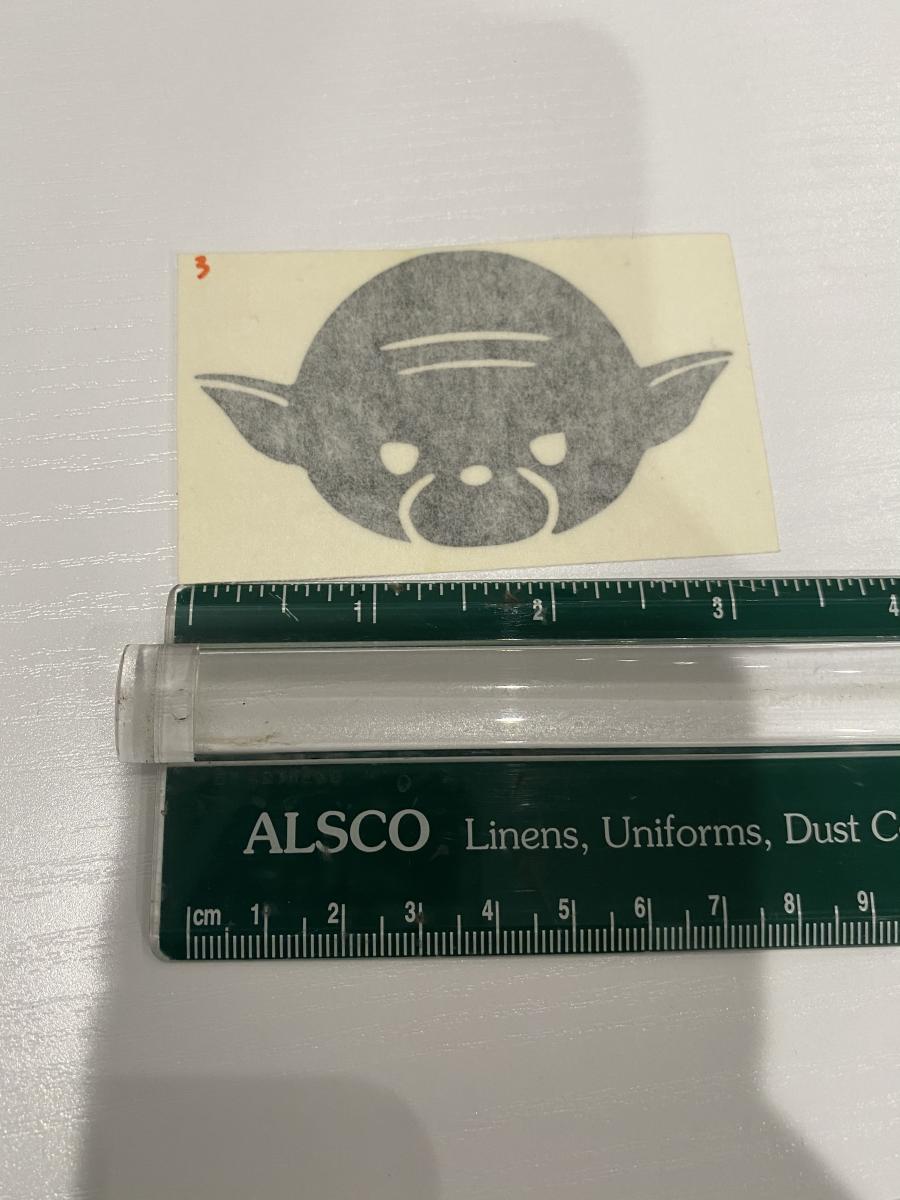 3
1 2 3 4
ALSCO Linens, Uniforms, Dust C
cm 1 2 3 4 5 6 7 8 9